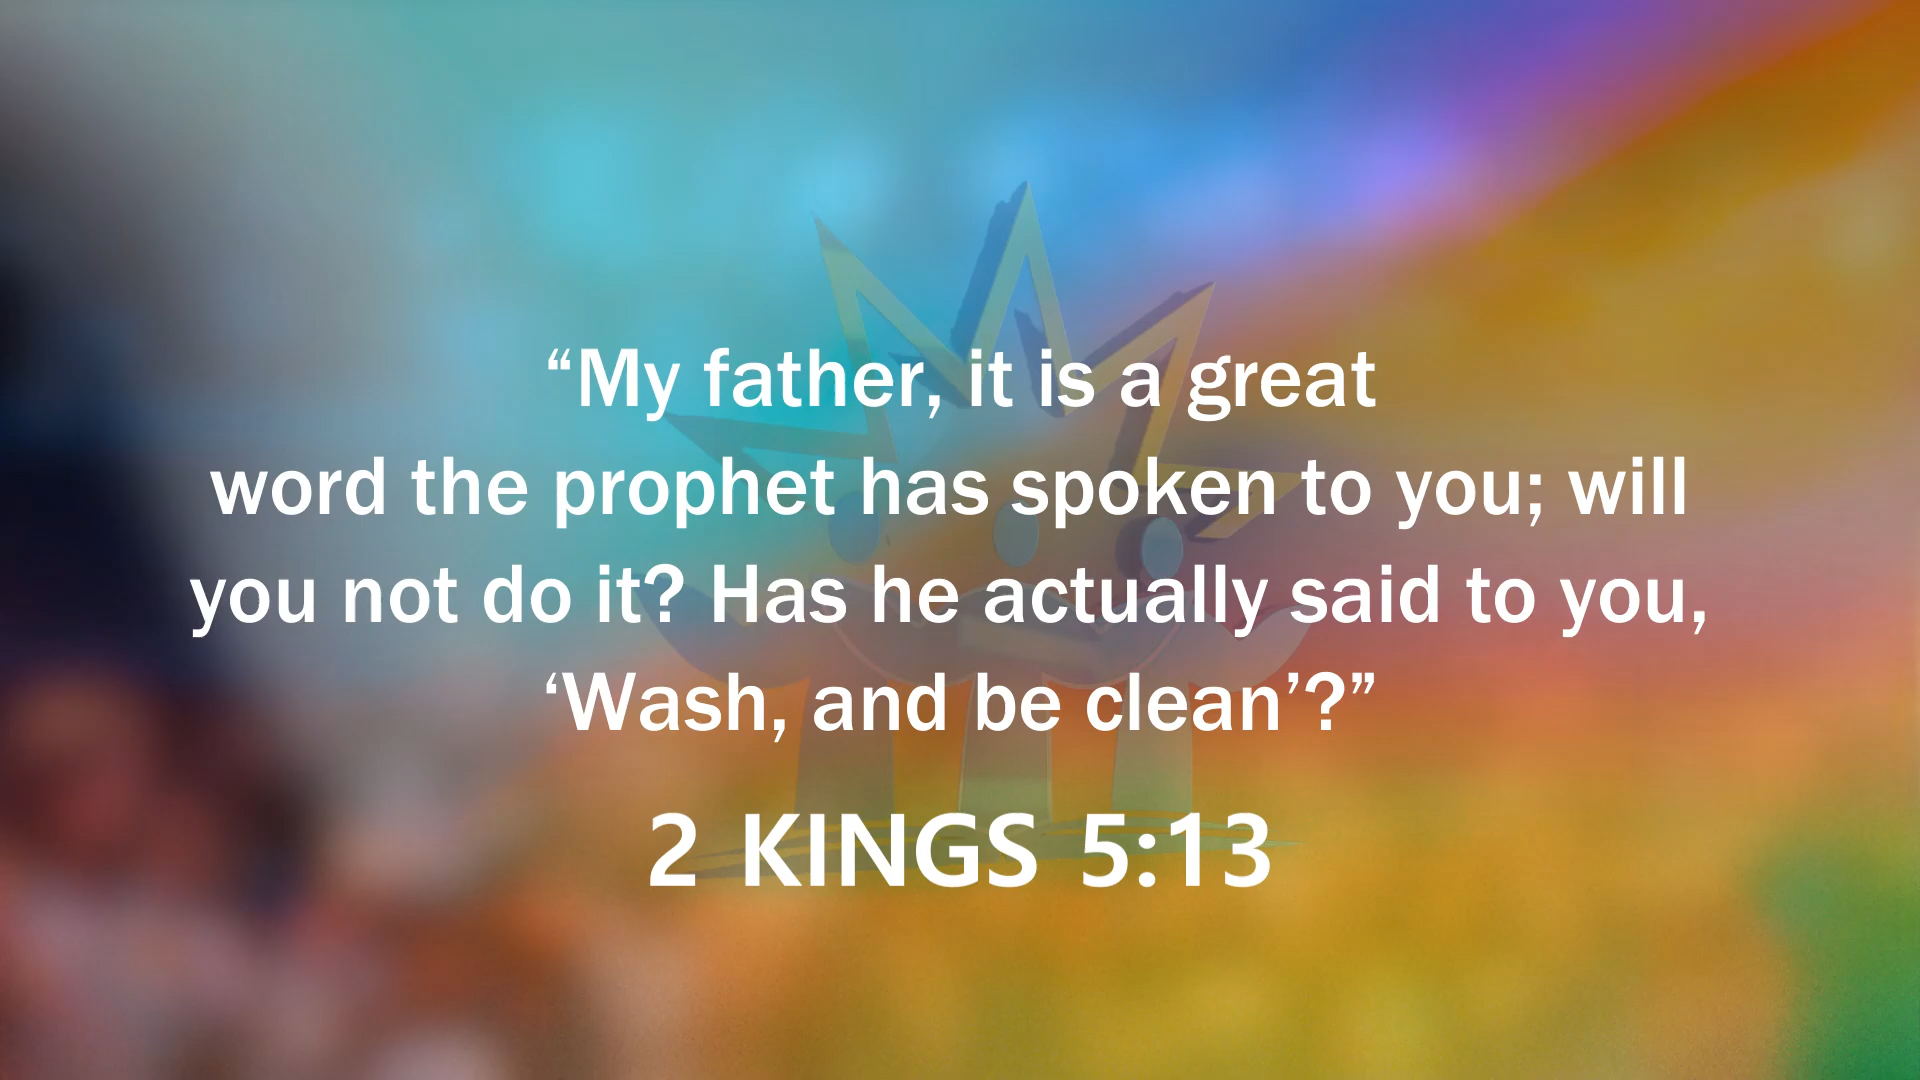 “My father, it is a great
word the prophet has spoken to you; will
you not do it? Has he actually said to you,
‘Wash, and be clean’?”
2 KINGS 5:13